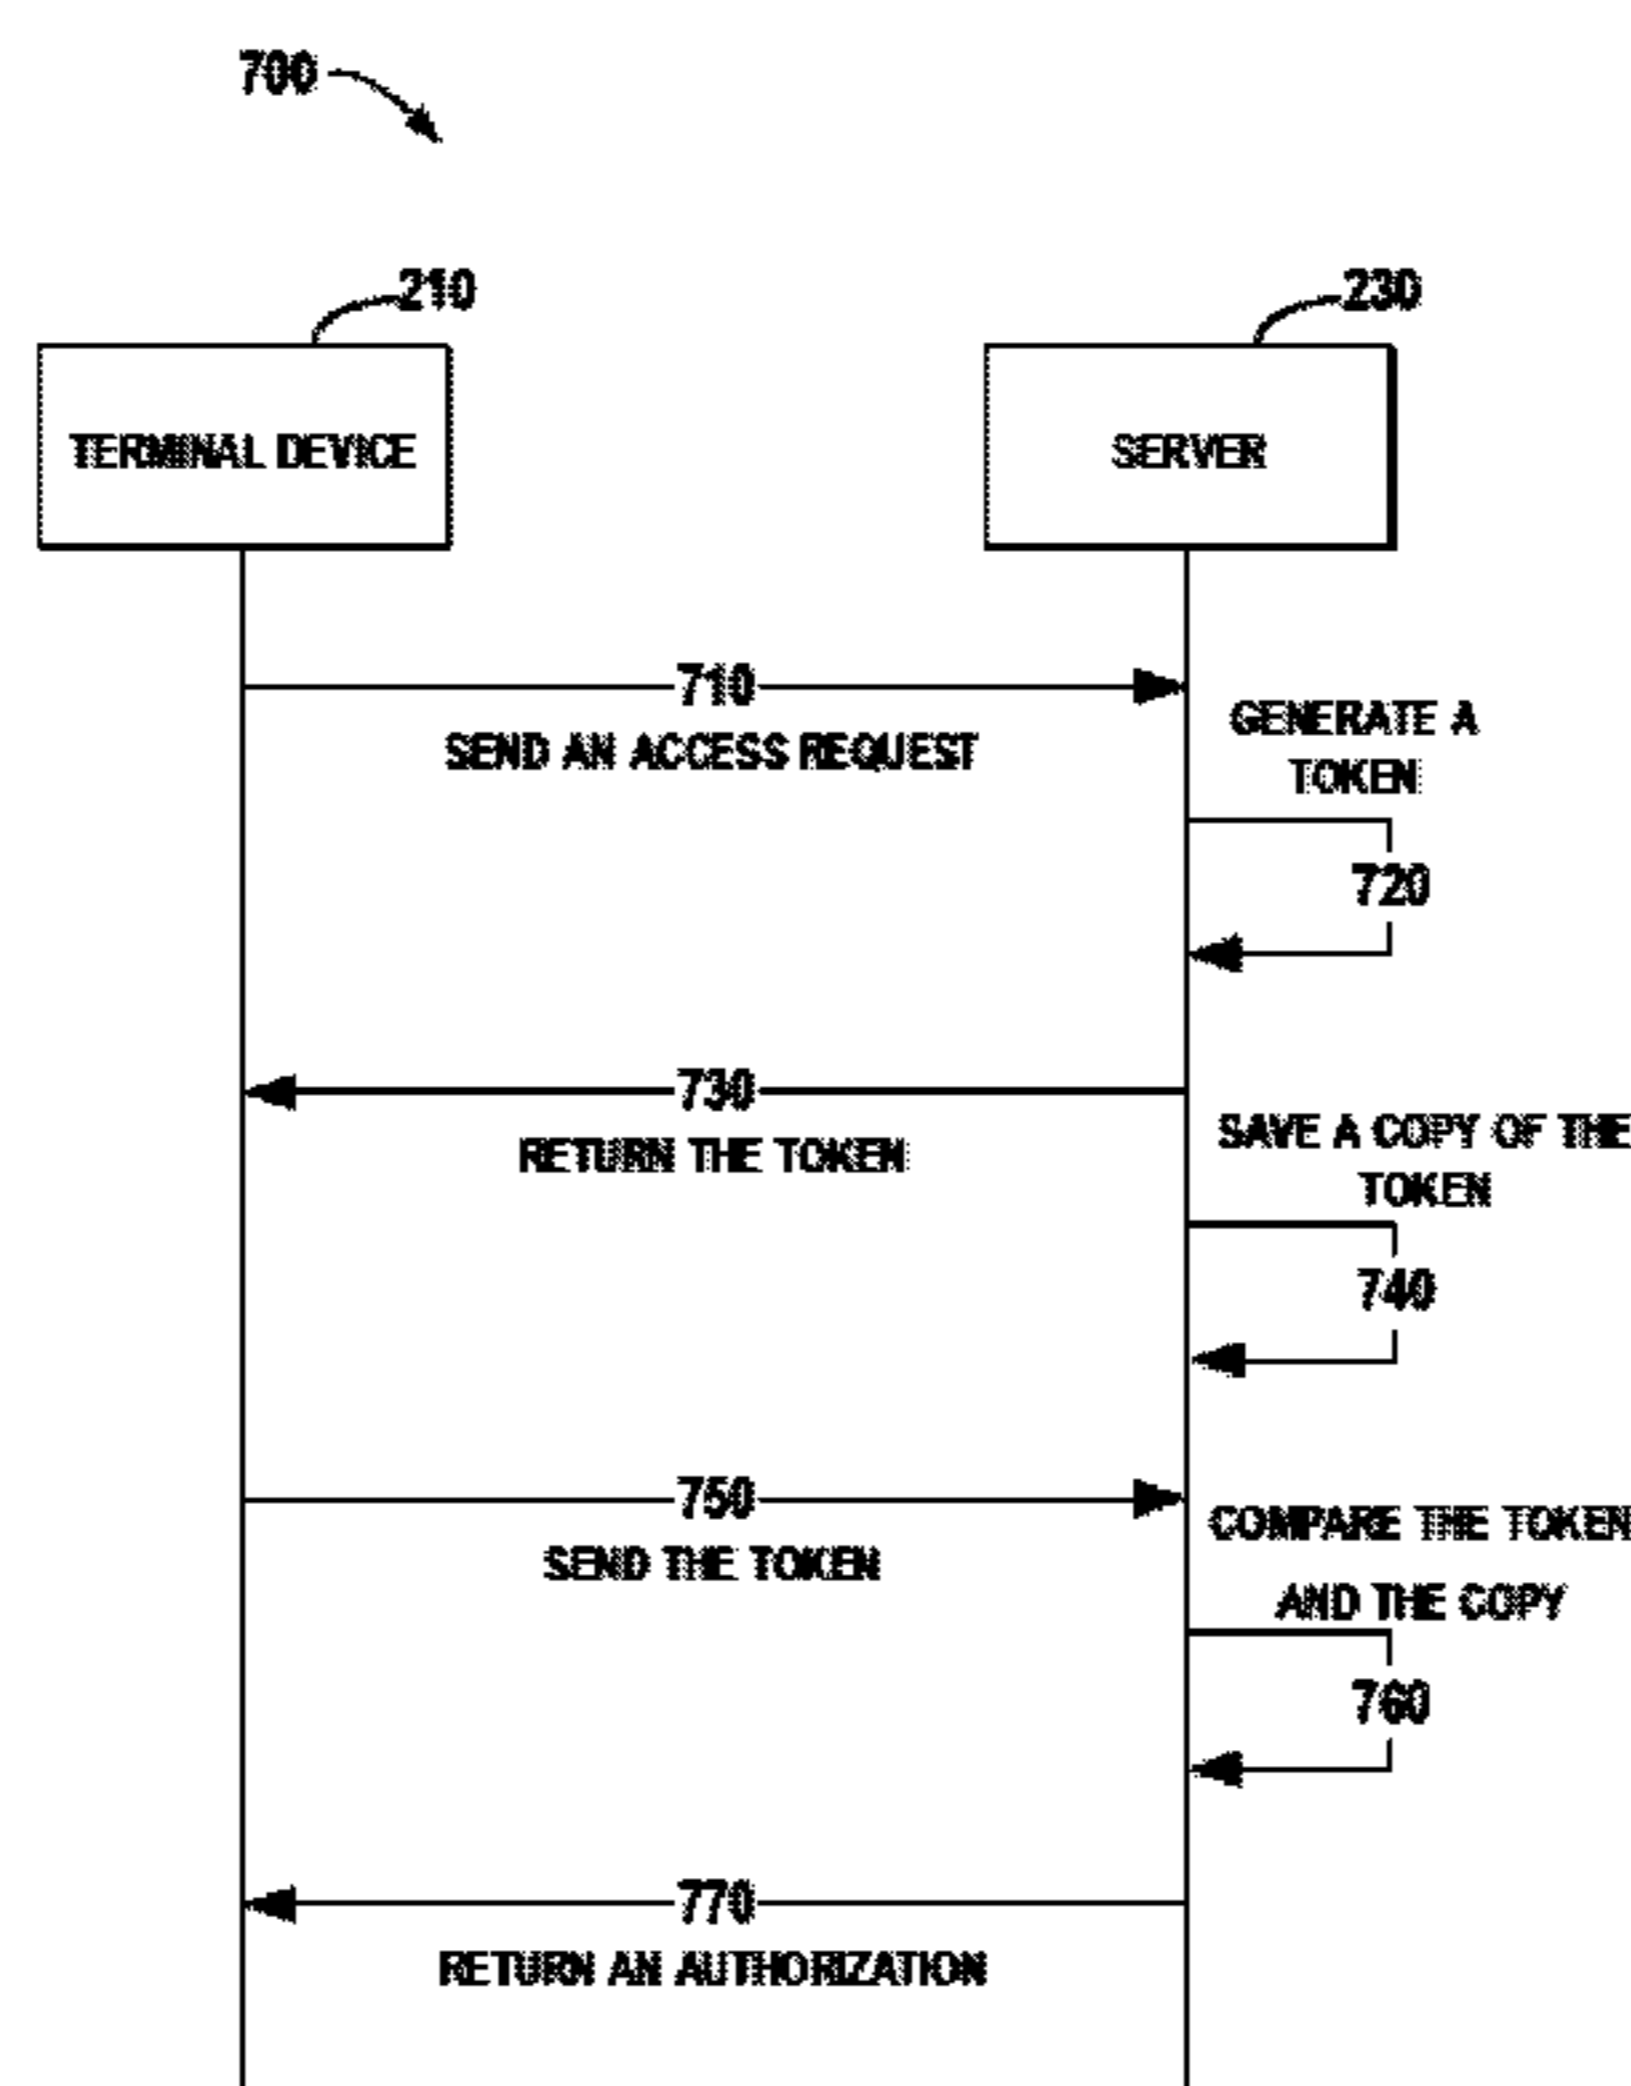 700
210
230
TERMINAL DEVICE
SERVER
710
SEND AN ACCESS REQUEST
GENERATE A
TOKEN
720
730
RETURN THE TOKEN
SAVE A COPY OF THE
TOKEN
740
750
SEND THE TOKEN
COMPARE THE TOKEN
AND THE COPY
760
770
RETURN AN AUTHORIZATION